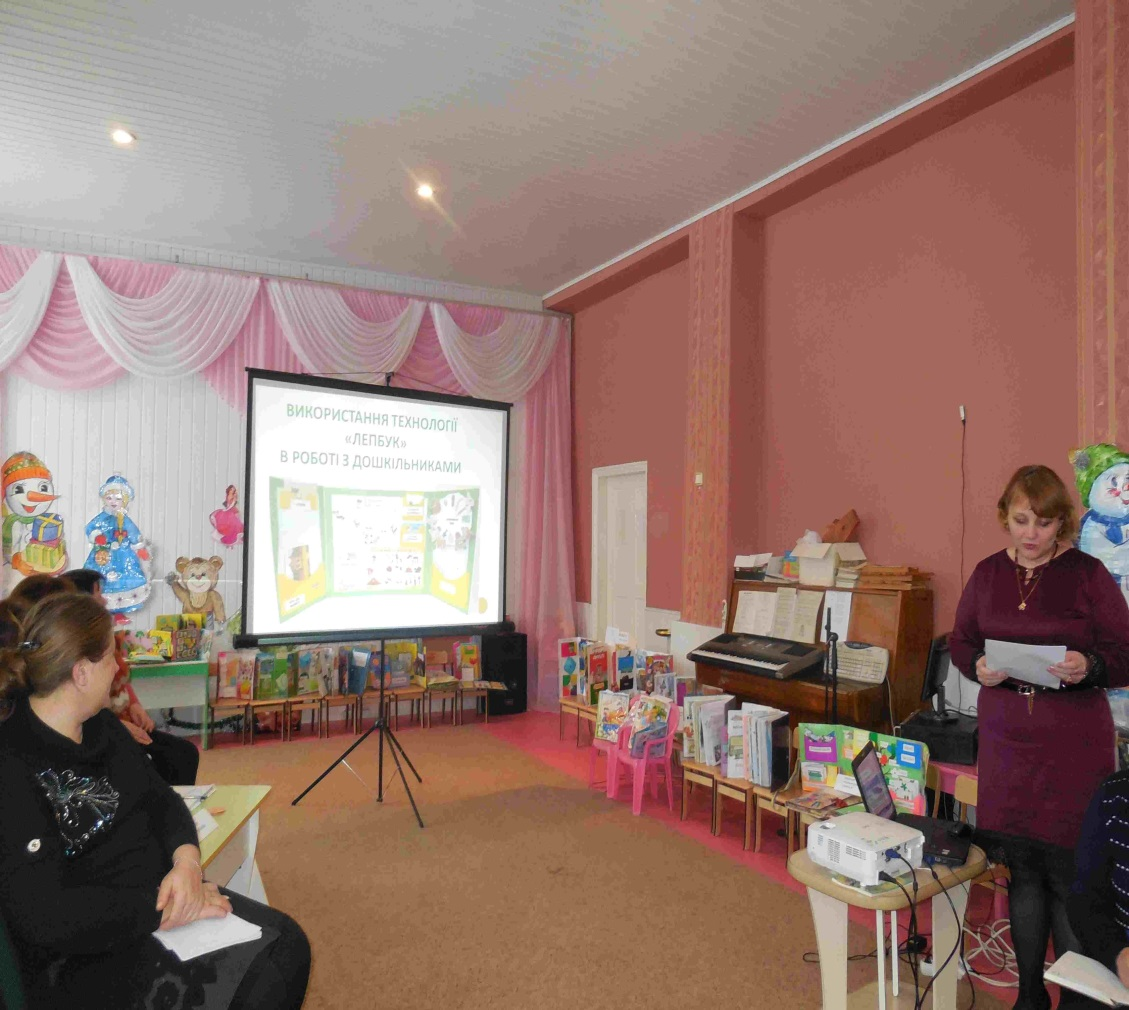 ВИКОРИСТАННЯ ТЕХНОЛОГІЇ
«ЛЕПБУК»
В РОБОТІ З ДОШКІЛЬНИКАМИ